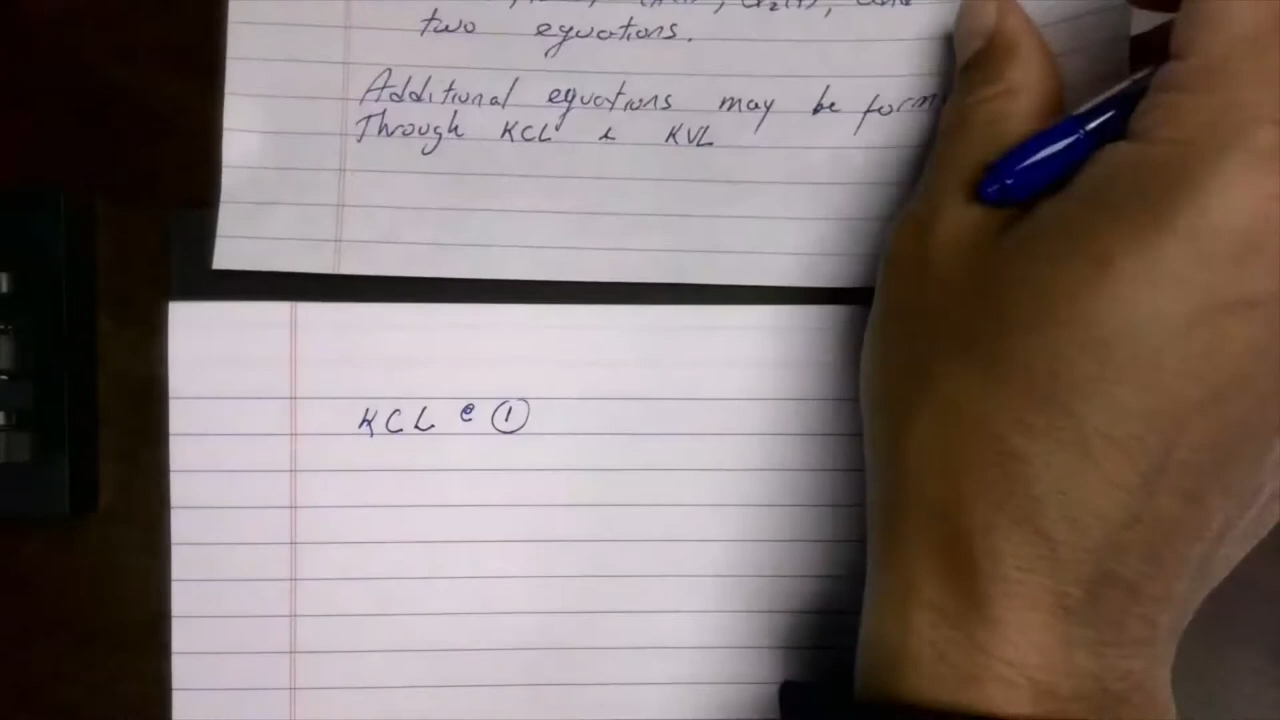 two equations.
Additional equations may be form
Through KCL & KVL
KCL @ ①